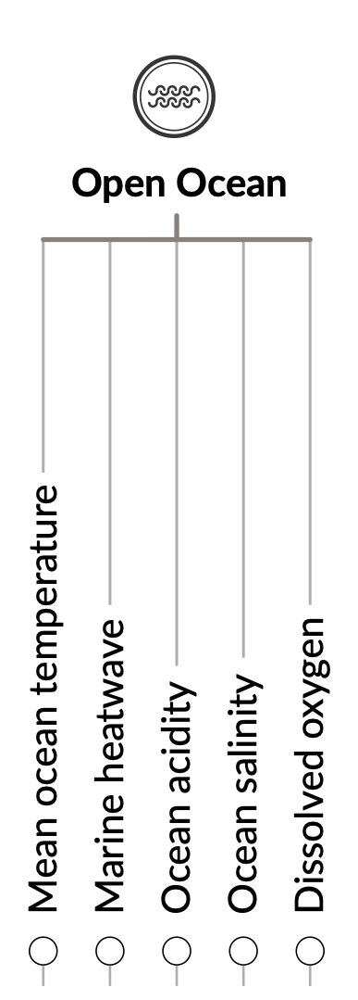 Open Ocean
Mean ocean temperature
Marine heatwave
Ocean acidity
Ocean salinity
Dissolved oxygen